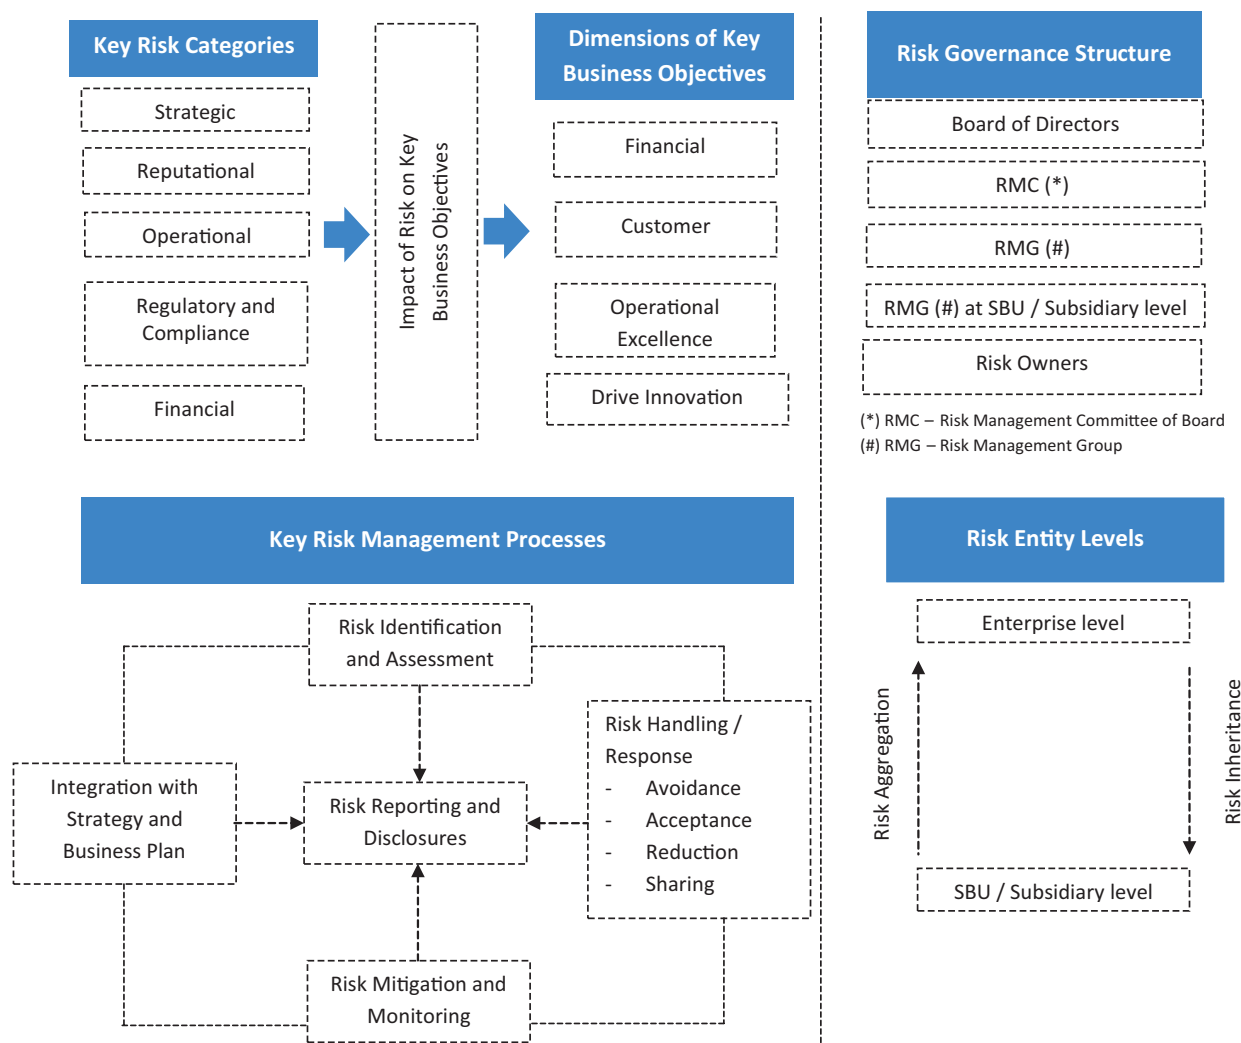 Key Risk Categories
Strategic
Reputational
Operational
Regulatory and
Compliance
Financial
Impact of Risk on Key
Business Objectives
Dimensions of Key
Business Objectives
Financial
Customer
Operational
Excellence
Drive Innovation
Risk Governance Structure
Board of Directors
RMC (*)
RMG (#)
RMG (#) at SBU / Subsidiary level
Risk Owners
(*) RMC – Risk Management Committee of Board
(#) RMG – Risk Management Group
Key Risk Management Processes
Risk Identification
and Assessment
Integration with
Strategy and
Business Plan
Risk Reporting and
Disclosures
Risk Handling /
Response
- Avoidance
- Acceptance
- Reduction
- Sharing
Risk Mitigation and
Monitoring
Risk Entity Levels
Enterprise level
Risk Aggregation
Risk Inheritance
SBU / Subsidiary level